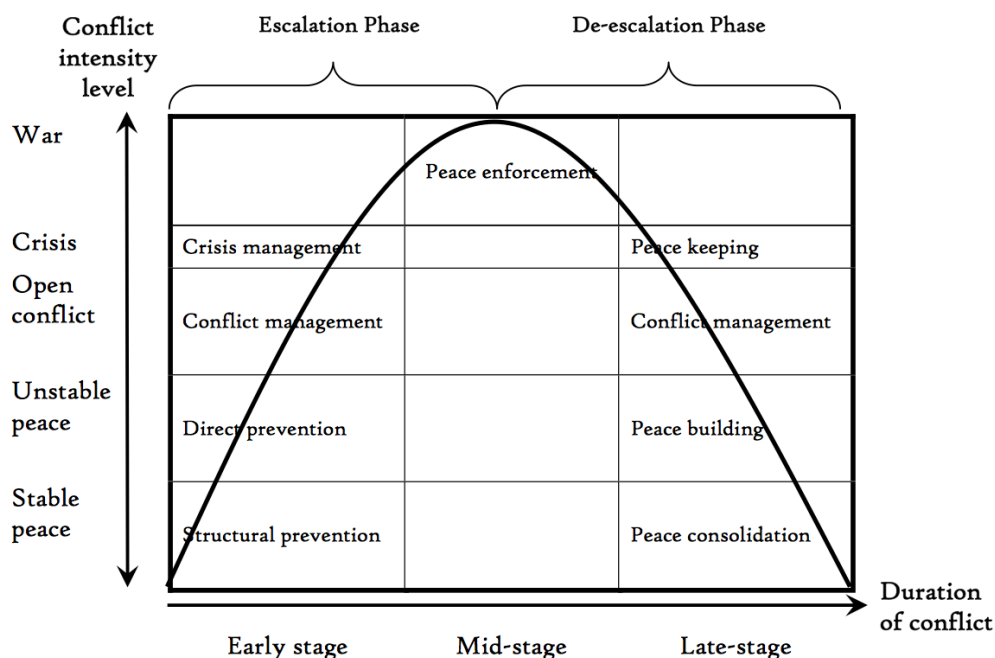 Conflict
intensity
level
Escalation Phase
De-escalation Phase
War
Peace enforcement
Crisis
Crisis management
Peace keeping
Open
conflict
Conflict management
Conflict management
Unstable
peace
Direct prevention
Peace building
Stable
peace
Structural prevention
Peace consolidation
Duration
of conflict
Early stage
Mid-stage
Late-stage